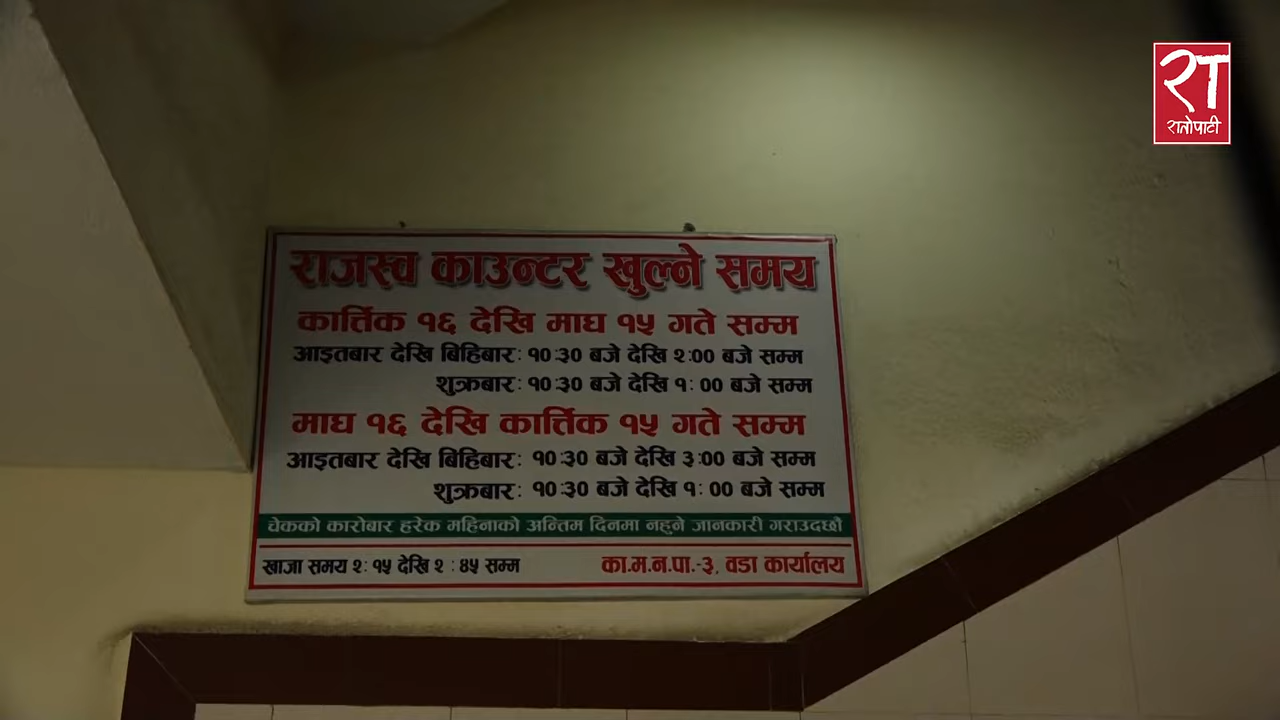 रा
रातोपाटी
राजस्व काउन्टर खुल्ने समय
कार्त्तिक १६ देखि माघ १५ गते सम्म
आइतबार देखि बिहिबार: १०:३० बजे देखि २:०० बजे सम्म
शुक्रबार: १०:३० बजे देखि १: ०० बजे सम्म
माघ १६ देखि कार्त्तिक १५ गते सम्म
आइतबार देखि बिहिबार: १०:३० बजे देखि ३:०० बजे सम्म
शुक्रबार: १०:३० बजे देखि १: ०० बजे सम्म
चेकको कारोबार हरेक महिनाको अन्तिम दिनमा नहुने जानकारी गराउदछौं
खाजा समय २: १५ देखि २ : ४५ सम्म
का.म.न.पा.-३, वडा कार्यालय